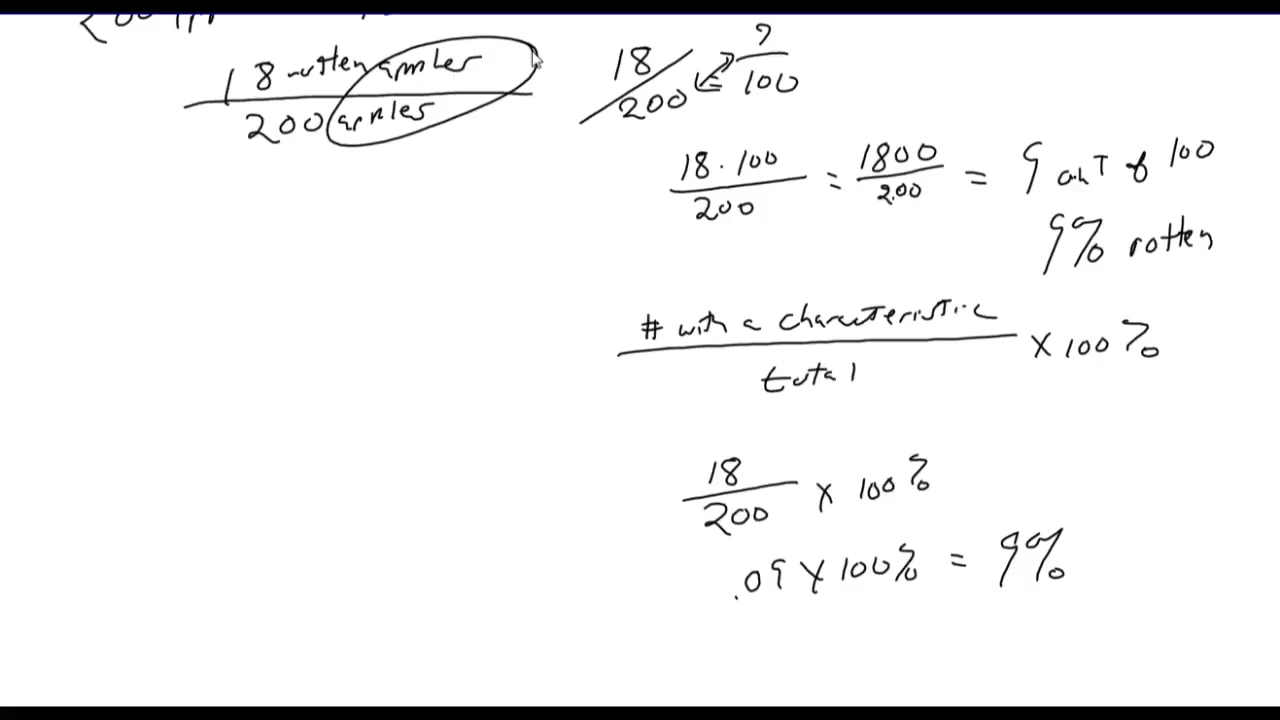 18 rotten apples
200 apples
18 / 200
? / 100
18 · 100 / 200 = 1800 / 200 = 9 out of 100
9% rotten
# with a characteristic / total × 100%
18 / 200 × 100%
.09 × 100% = 9%